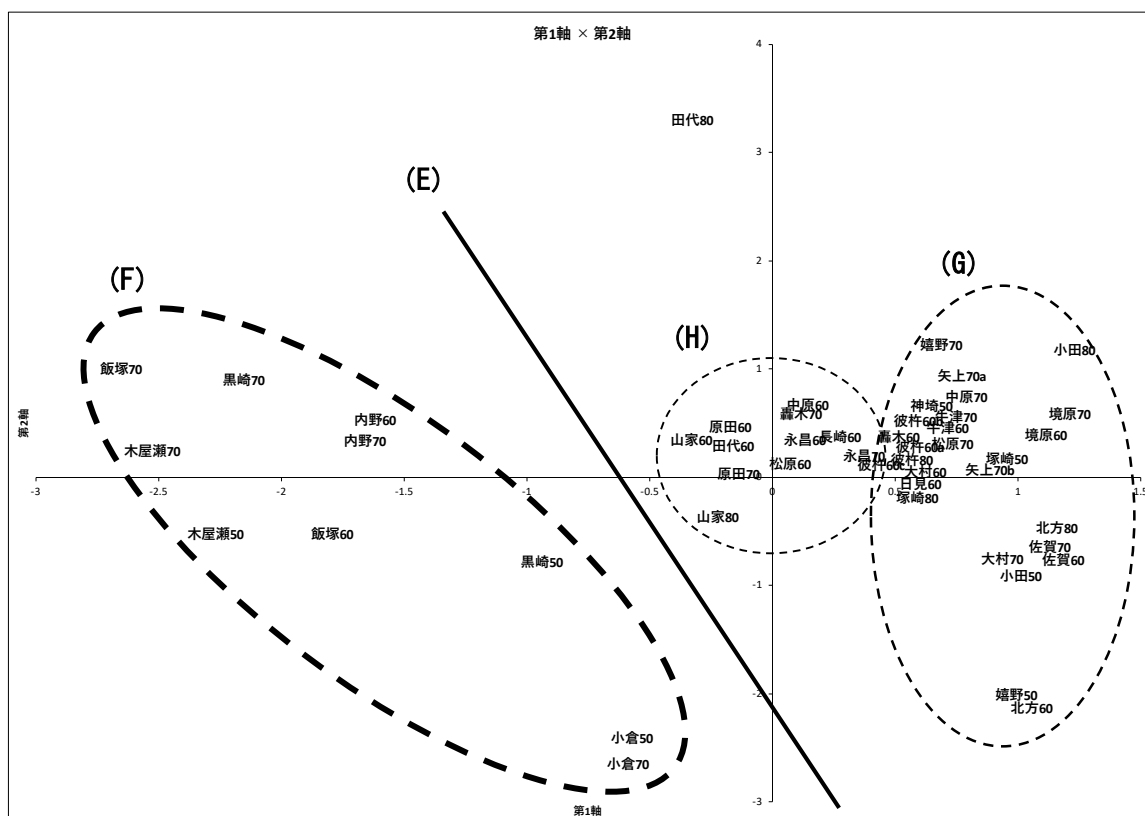 第1軸 × 第2軸
4
田代80
3
(E)
2
(F)
(G)
(H)
嬉野70
小田80
1
飯塚70
黒崎70
矢上70a
中原70
中原60
神埼50
轟木70
牛津70
境原70
内野60
彼杵60b
原田60
牛津60
第2軸
内野70
山家60
永昌60
長崎60
轟木60
境原60
田代60
彼杵60a
松原70
木屋瀬70
永昌70
彼杵80
塚崎50
松原60
彼杵60c
原田70
大村60
矢上70b
0
-3
-2.5
-2
-1.5
-1
-0.5
0
0.5
1
1.5
日見60
塚崎80
山家80
北方80
木屋瀬50
飯塚60
佐賀70
黒崎50
大村70
佐賀60
小田50
-1
-2
嬉野50
北方60
小倉50
小倉70
-3
第1軸